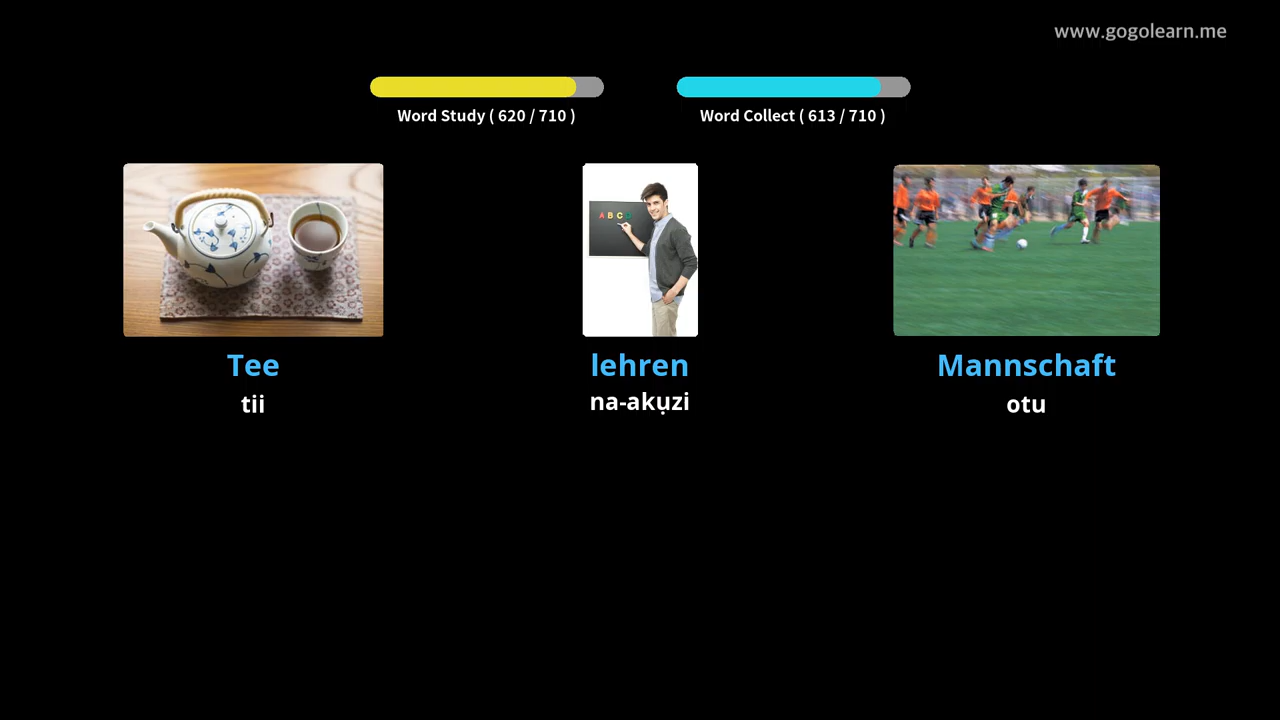 www.gogolearn.me
Word Study ( 620 / 710 )
Word Collect ( 613 / 710 )
A B C D
Tee
tii
lehren
na-akụzi
Mannschaft
otu